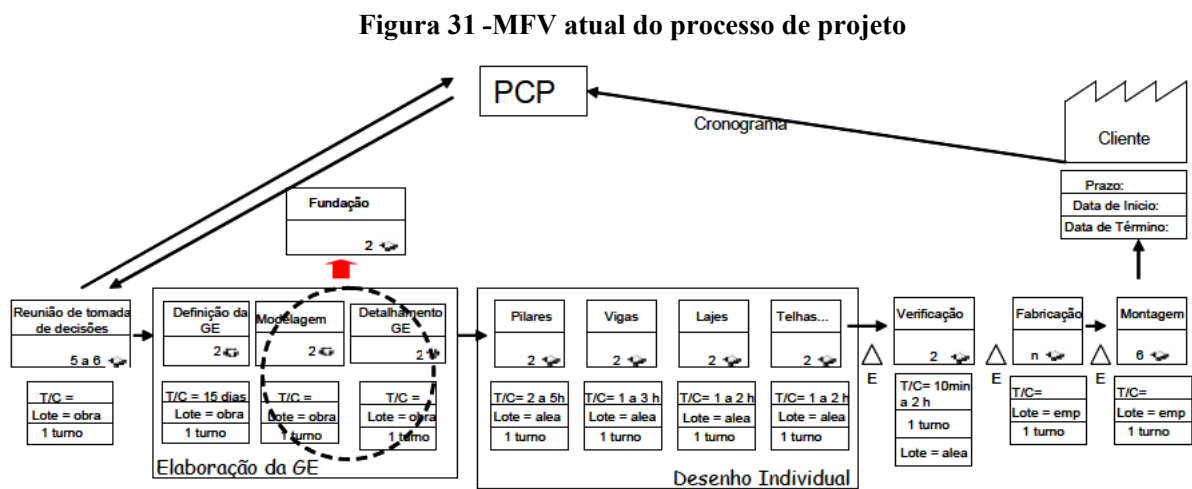 Figura 31 -MFV atual do processo de projeto
PCP
Cronograma
Cliente
Prazo:
Data de Inicio:
Data de Término:
Fundação
2
Reunião de tomada
de decisões
5 a 6
T/C =
Lote = obra
1 turno
Definição da
GE
2
T/C = 15 dias
Lote = obra
1 turno
Modelagem
2
T/C =
Lote = obra
1 turno
Detalhamento
GE
2
T/C =
Lote = obra
1 turno
Elaboração da GE
Pilares
2
T/C= 2 a 5h
Lote = alea
1 turno
Vigas
2
T/C= 1 a 3 h
Lote = alea
1 turno
Lajes
2
T/C= 1 a 2 h
Lote = alea
1 turno
Telhas...
2
T/C= 1 a 2h
Lote = alea
1 turno
Desenho Individual
E
Verificação
2
T/C= 10min
a 2 h
1 turno
Lote = alea
E
Fabricação
n
T/C=
Lote = emp
1 turno
E
Montagem
6
T/C=
Lote = emp
1 turno